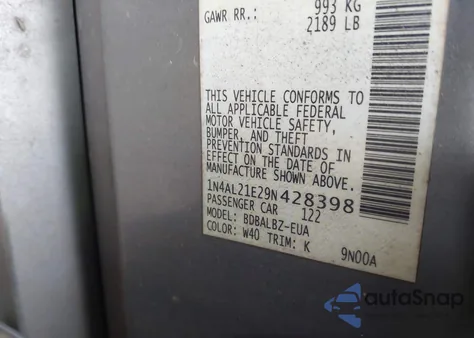 GAWR RR.: 993 KG
2189 LB
THIS VEHICLE CONFORMS TO
ALL APPLICABLE FEDERAL
MOTOR VEHICLE SAFETY,
BUMPER, AND THEFT
PREVENTION STANDARDS IN
EFFECT ON THE DATE OF
MANUFACTURE SHOWN ABOVE.
1N4AL21E29N428398
PASSENGER CAR 122
MODEL: BDBALBZ-EUA
COLOR: W40 TRIM: K 9N00A
autoSnap